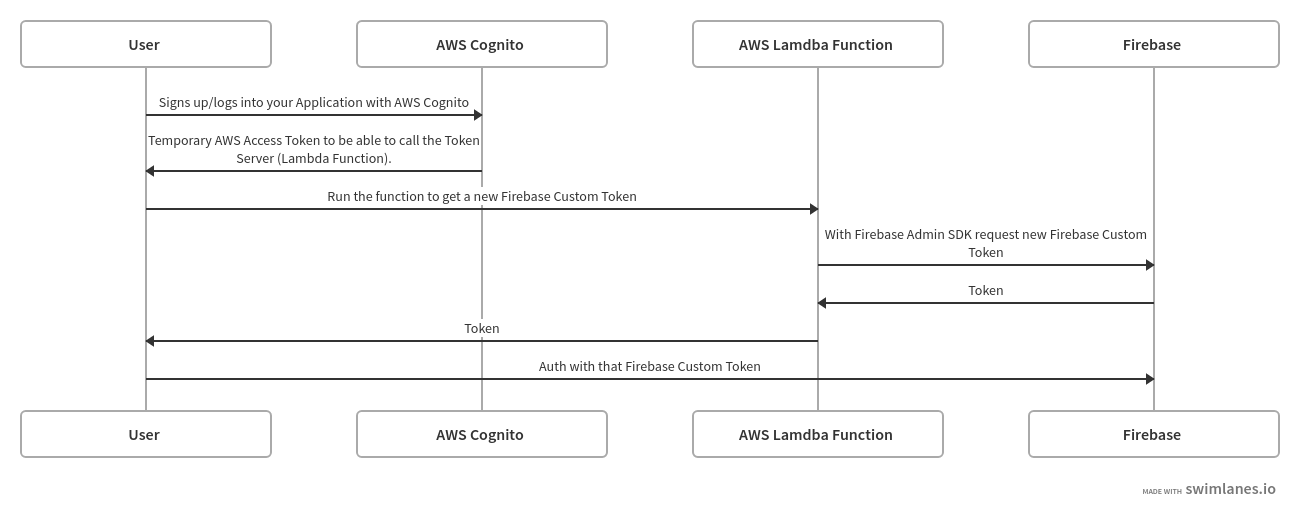 User
AWS Cognito
AWS Lamdba Function
Firebase
Signs up/logs into your Application with AWS Cognito
Temporary AWS Access Token to be able to call the Token
Server (Lambda Function).
Run the function to get a new Firebase Custom Token
With Firebase Admin SDK request new Firebase Custom
Token
Token
Token
Auth with that Firebase Custom Token
User
AWS Cognito
AWS Lamdba Function
Firebase
MADE WITH swimlanes.io